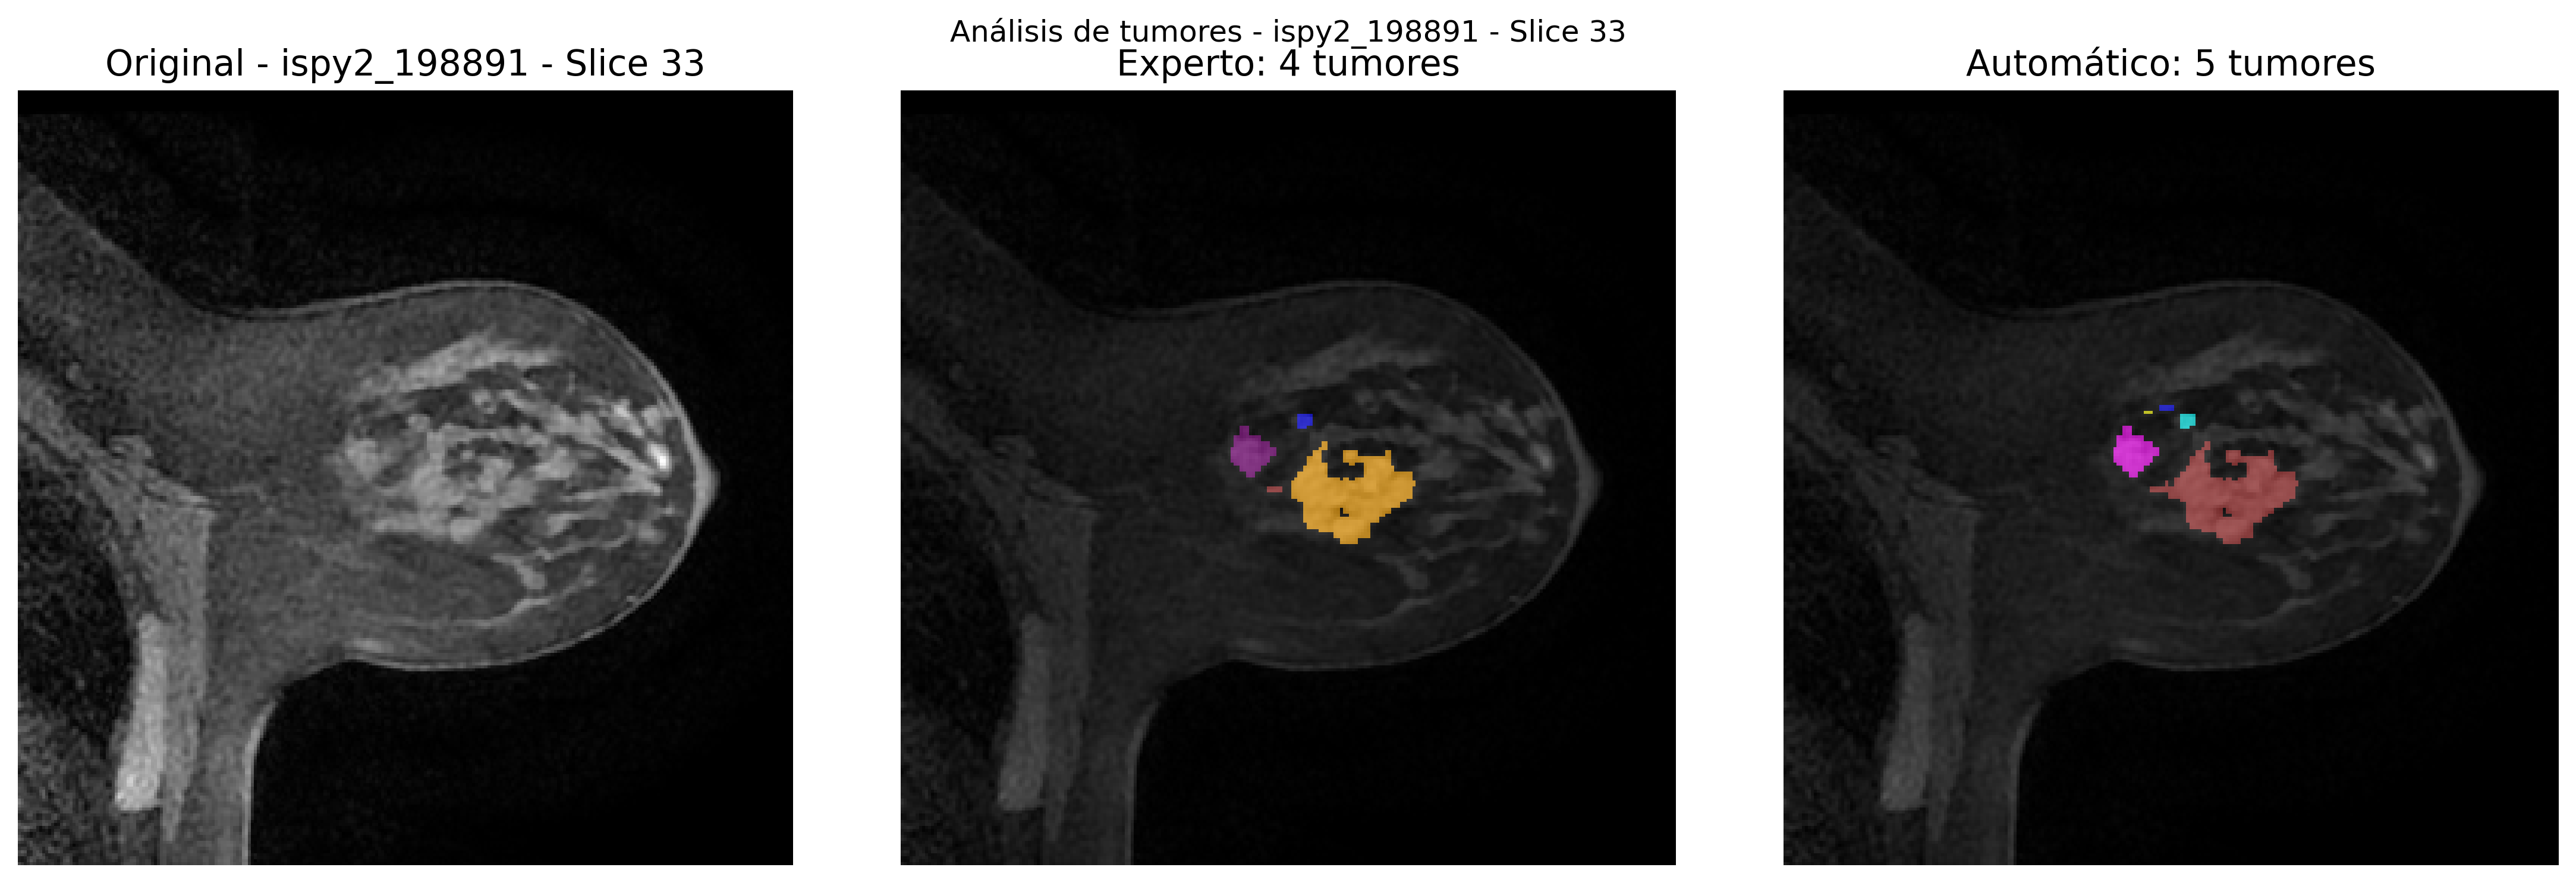 Análisis de tumores - ispy2_198891 - Slice 33
Original - ispy2_198891 - Slice 33
Experto: 4 tumores
Automático: 5 tumores